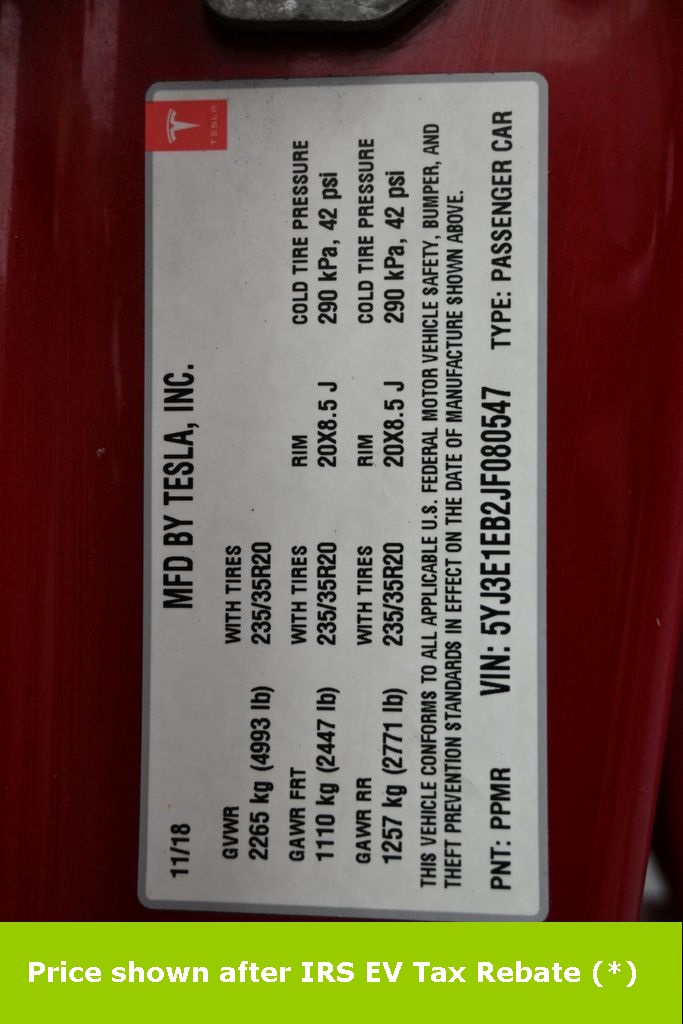 TESLA
MFD BY TESLA, INC.
11/18
GVWR WITH TIRES
2265 kg (4993 lb) 235/35R20
GAWR FRT WITH TIRES RIM COLD TIRE PRESSURE
1110 kg (2447 lb) 235/35R20 20X8.5 J 290 kPa, 42 psi
GAWR RR WITH TIRES RIM COLD TIRE PRESSURE
1257 kg (2771 lb) 235/35R20 20X8.5 J 290 kPa, 42 psi
THIS VEHICLE CONFORMS TO ALL APPLICABLE U.S. FEDERAL MOTOR VEHICLE SAFETY, BUMPER, AND
THEFT PREVENTION STANDARDS IN EFFECT ON THE DATE OF MANUFACTURE SHOWN ABOVE.
PNT: PPMR VIN: 5YJ3E1EB2JF080547 TYPE: PASSENGER CAR
Price shown after IRS EV Tax Rebate (*)